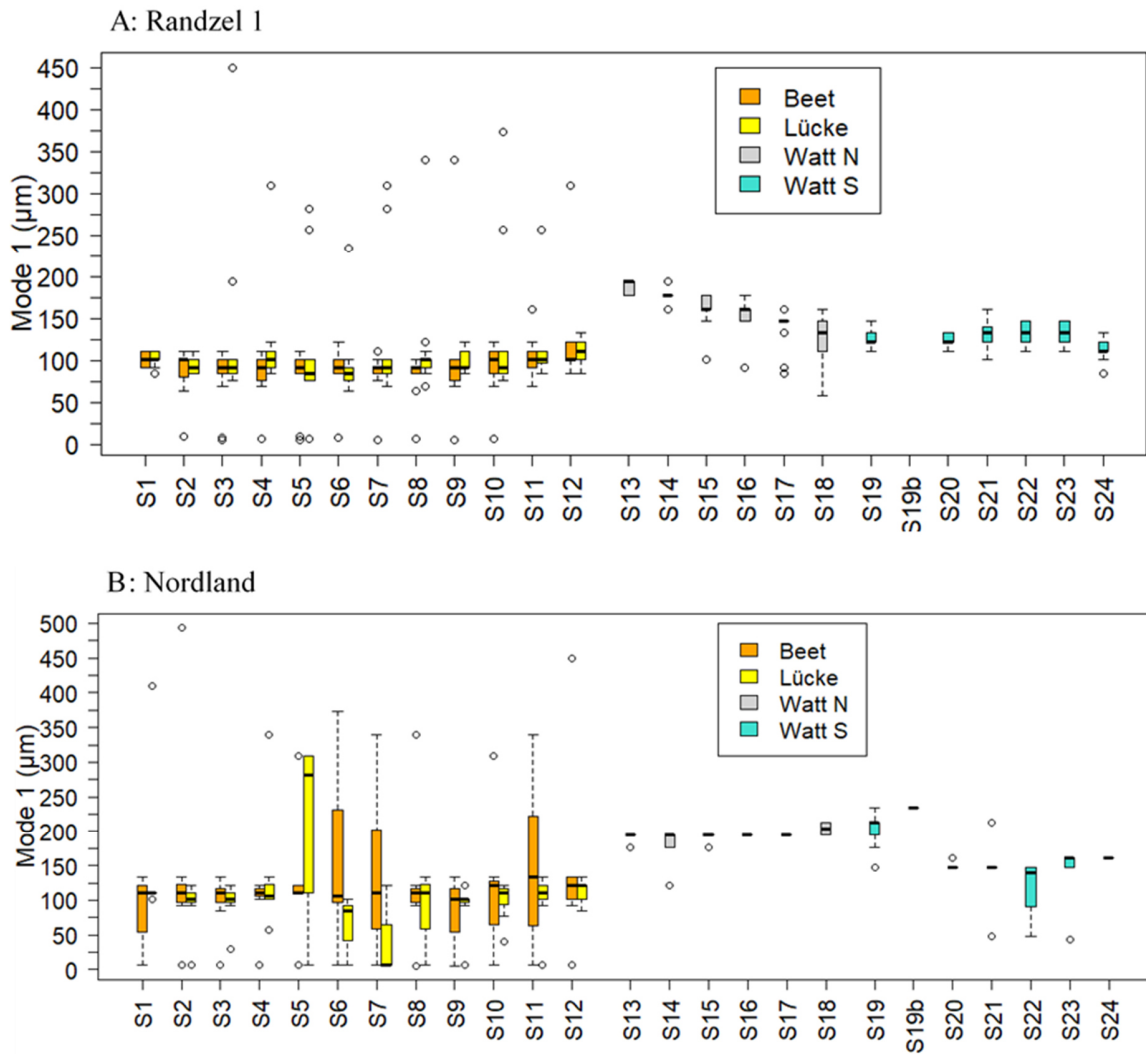 A: Randzel 1
450
400
350
300
250
200
150
100
50
0
Mode 1 (µm)
Beet
Lücke
Watt N
Watt S
S1 S2 S3 S4 S5 S6 S7 S8 S9 S10 S11 S12 S13 S14 S15 S16 S17 S18 S19 S19b S20 S21 S22 S23 S24
B: Nordland
500
450
400
350
300
250
200
150
100
50
0
Mode 1 (µm)
Beet
Lücke
Watt N
Watt S
S1 S2 S3 S4 S5 S6 S7 S8 S9 S10 S11 S12 S13 S14 S15 S16 S17 S18 S19 S19b S20 S21 S22 S23 S24